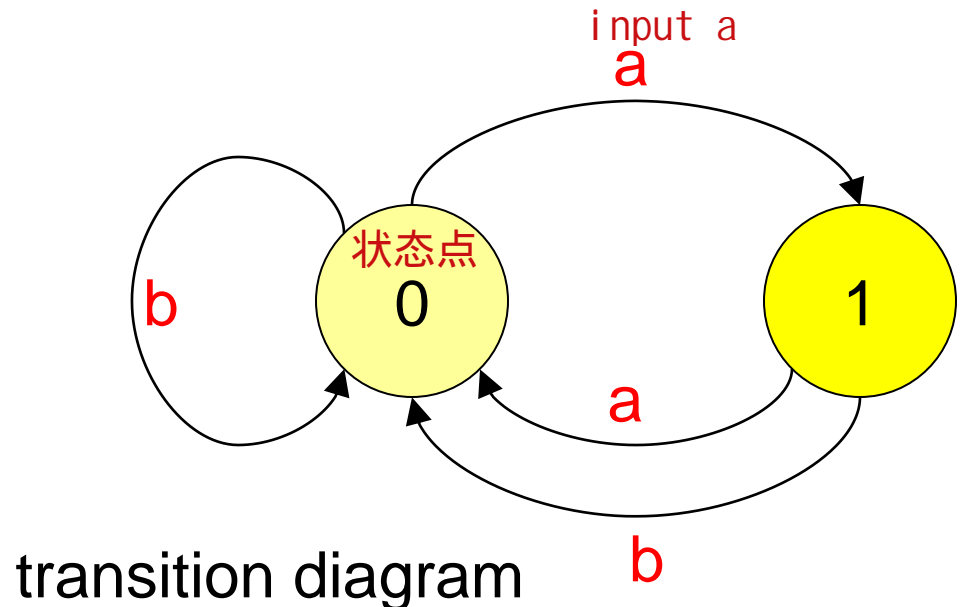 input a
a
状态点
0
1
b
a
b
transition diagram